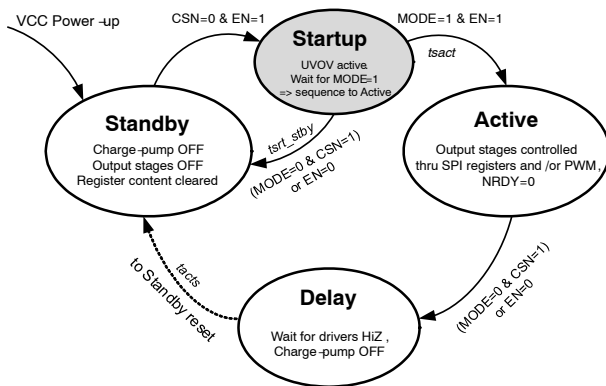 VCC Power-up
CSN=0 & EN=1
MODE=1 & EN=1
Startup
UVOV active.
Wait for MODE=1
=> sequence to Active
tsact
tsrt_stby
(MODE=0 & CSN=1)
or EN=0
Standby
Charge-pump OFF
Output stages OFF
Register content cleared
Active
Output stages controlled
thru SPI registers and /or PWM,
NRDY=0
(MODE=0 & CSN=1)
or EN=0
tacts
to Standby reset
Delay
Wait for drivers HiZ ,
Charge-pump OFF